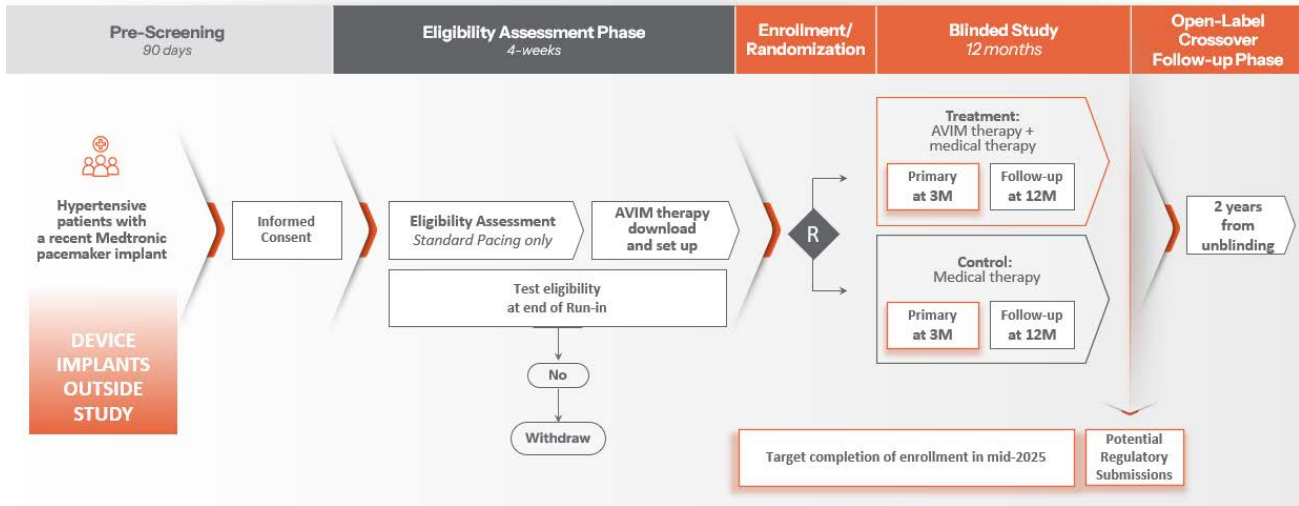 Pre-Screening
90 days
Eligibility Assessment Phase
4-weeks
Enrollment/
Randomization
Blinded Study
12 months
Open-Label
Crossover
Follow-up Phase
Hypertensive
patients with
a recent Medtronic
pacemaker implant
DEVICE
IMPLANTS
OUTSIDE
STUDY
Informed
Consent
Eligibility Assessment
Standard Pacing only
AVIM therapy
download
and set up
Test eligibility
at end of Run-in
No
Withdraw
R
Treatment:
AVIM therapy +
medical therapy
Primary
at 3M
Follow-up
at 12M
Control:
Medical therapy
Primary
at 3M
Follow-up
at 12M
2 years
from
unblinding
Target completion of enrollment in mid-2025
Potential
Regulatory
Submissions